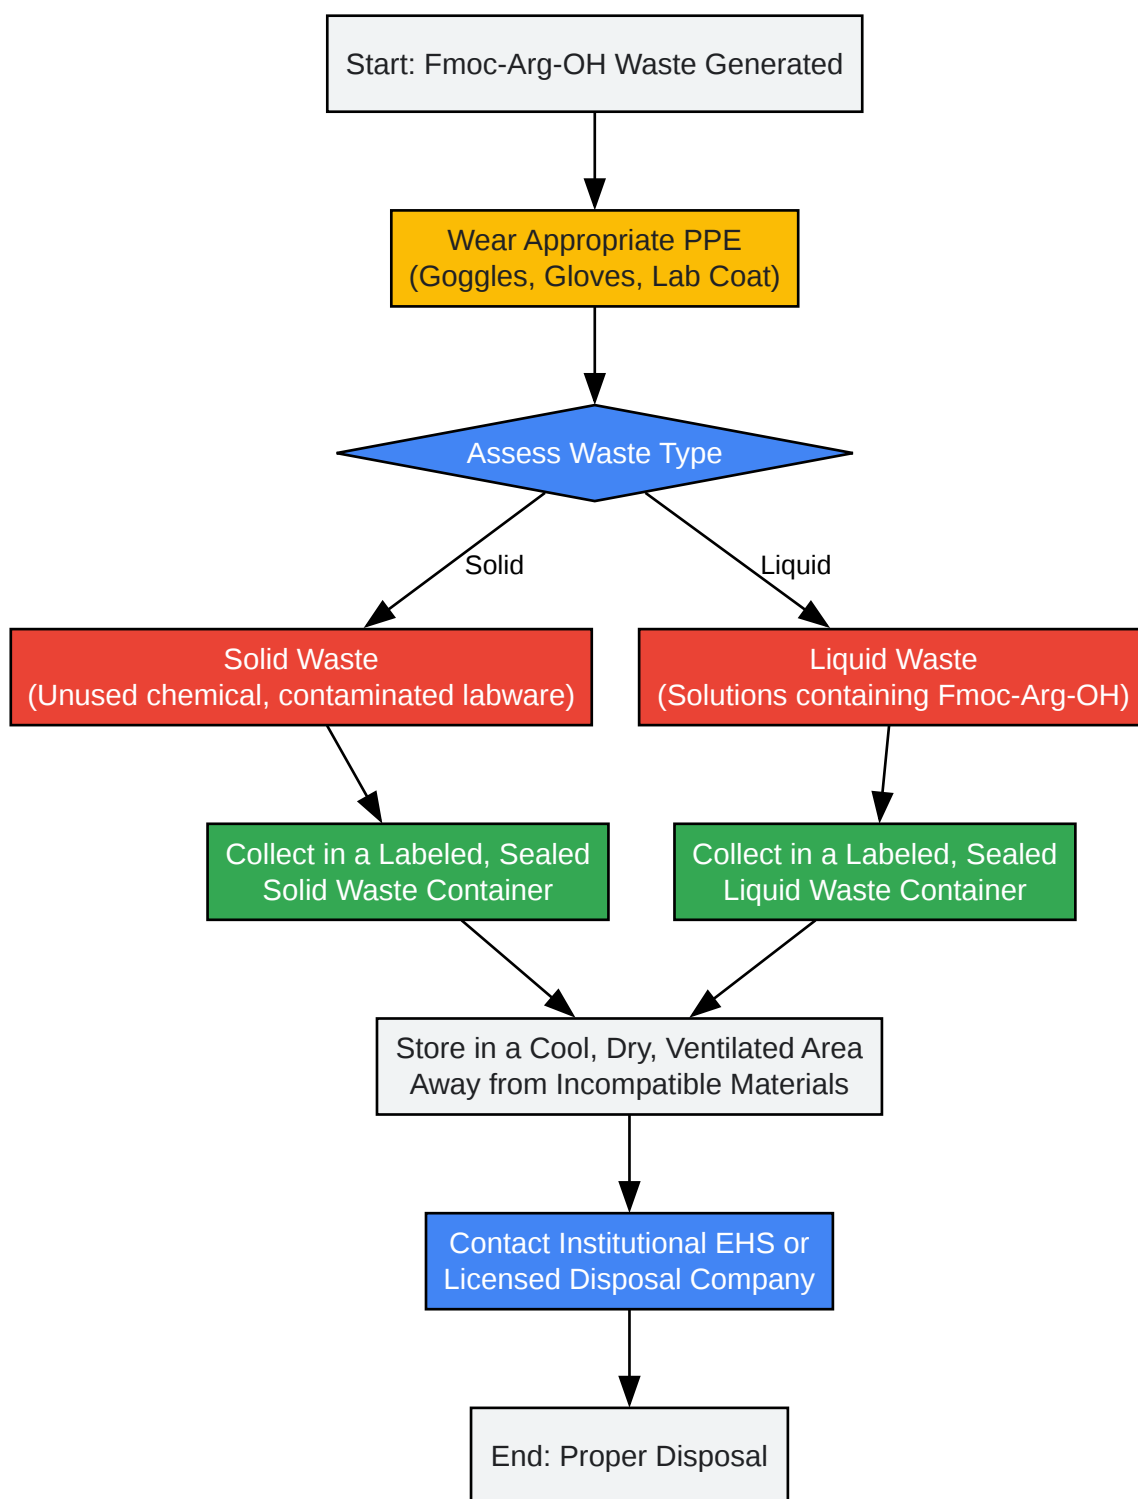 Start: Fmoc-Arg-OH Waste Generated
Wear Appropriate PPE
(Goggles, Gloves, Lab Coat)
Assess Waste Type
Solid
Liquid
Solid Waste
(Unused chemical, contaminated labware)
Liquid Waste
(Solutions containing Fmoc-Arg-OH)
Collect in a Labeled, Sealed
Solid Waste Container
Collect in a Labeled, Sealed
Liquid Waste Container
Store in a Cool, Dry, Ventilated Area
Away from Incompatible Materials
Contact Institutional EHS or
Licensed Disposal Company
End: Proper Disposal